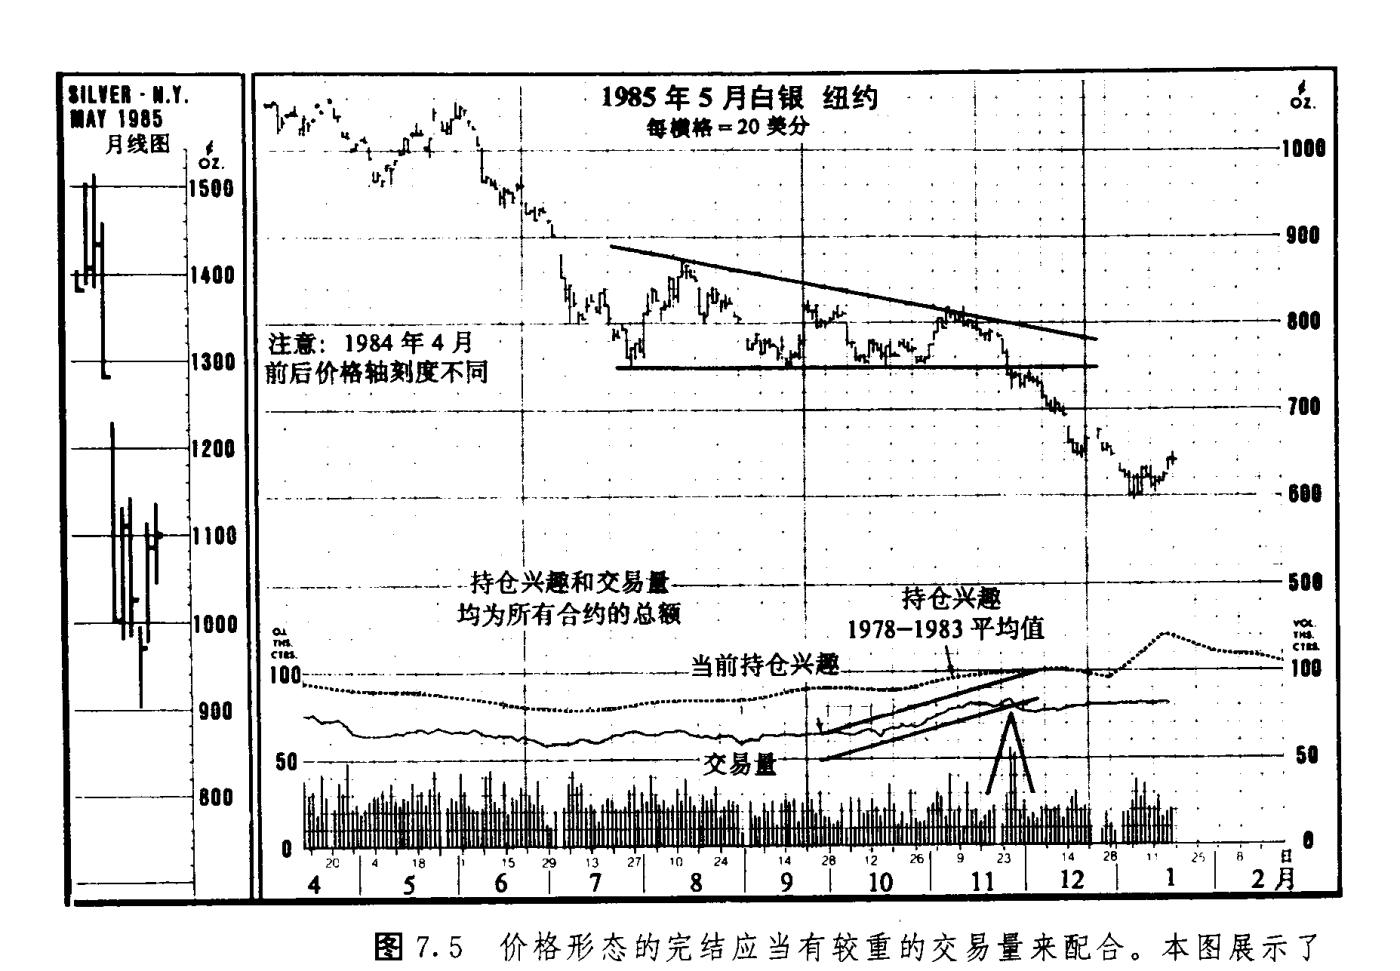 SILVER - N.Y.
MAY 1985
月线图
¢
OZ.
1500
1400
1300
1200
1100
1000
900
800
1985 年 5 月白银 纽约
每横格 = 20 美分
¢
OZ.
1000
900
800
700
600
500
注意: 1984 年 4 月
前后价格轴刻度不同
持仓兴趣和交易量
均为所有合约的总额
持仓兴趣
1978-1983 平均值
当前持仓兴趣
交易量
O.I.
THS.
CTRS.
100
50
0
VOL.
THS.
CTRS.
100
50
0
20 4 18 1 15 29 13 27 10 24 14 28 12 26 9 23 14 28 11 25 8 日
4 5 6 7 8 9 10 11 12 1 2 月
图 7.5 价格形态的完结应当有较重的交易量来配合。本图展示了